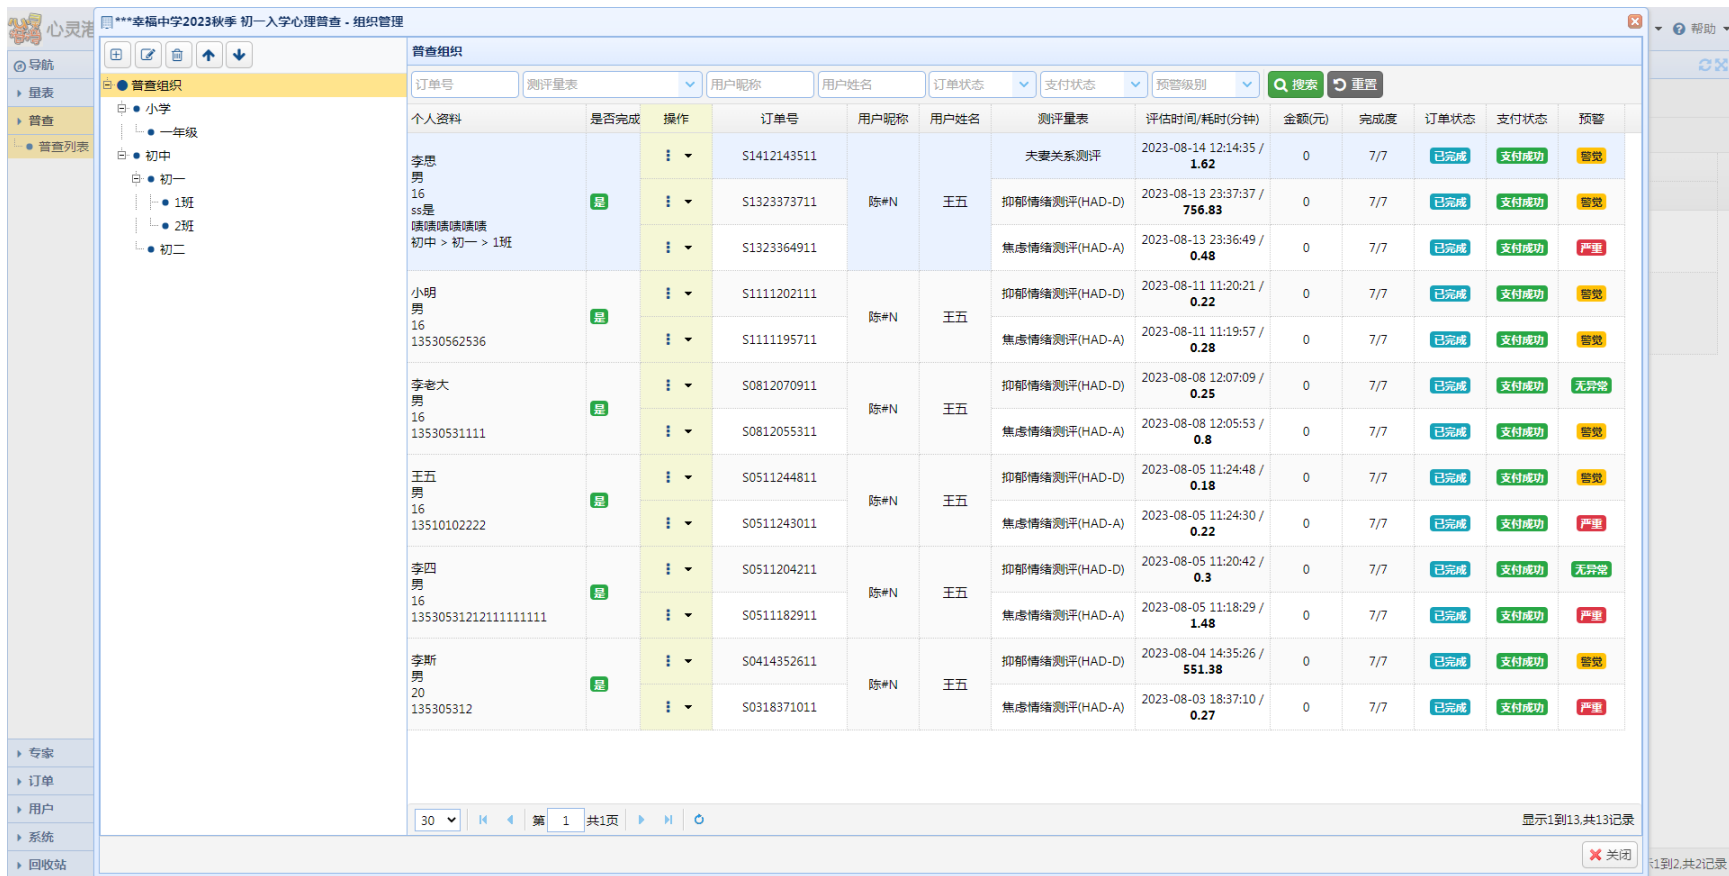 ***幸福中学2023秋季 初一入学心理普查 - 组织管理
心灵港
帮助
导航
量表
普查
普查列表
专家
订单
用户
系统
回收站
普查组织
小学
一年级
初中
初一
1班
2班
初二
普查组织
订单号 测评量表 用户昵称 用户姓名 订单状态 支付状态 预警级别 搜索 重置
个人资料 是否完成 操作 订单号 用户昵称 用户姓名 测评量表 评估时间/耗时(分钟) 金额(元) 完成度 订单状态 支付状态 预警
李思
男
16
ss是
啧啧啧啧啧啧
初中 > 初一 > 1班
是 陈#N 王五
S1412143511 夫妻关系测评 2023-08-14 12:14:35 / 1.62 0 7/7 已完成 支付成功 警觉
S1323373711 抑郁情绪测评(HAD-D) 2023-08-13 23:37:37 / 756.83 0 7/7 已完成 支付成功 警觉
S1323364911 焦虑情绪测评(HAD-A) 2023-08-13 23:36:49 / 0.48 0 7/7 已完成 支付成功 严重
小明
男
16
13530562536
是 陈#N 王五
S1111202111 抑郁情绪测评(HAD-D) 2023-08-11 11:20:21 / 0.22 0 7/7 已完成 支付成功 警觉
S1111195711 焦虑情绪测评(HAD-A) 2023-08-11 11:19:57 / 0.28 0 7/7 已完成 支付成功 警觉
李老大
男
16
13530531111
是 陈#N 王五
S0812070911 抑郁情绪测评(HAD-D) 2023-08-08 12:07:09 / 0.25 0 7/7 已完成 支付成功 无异常
S0812055311 焦虑情绪测评(HAD-A) 2023-08-08 12:05:53 / 0.8 0 7/7 已完成 支付成功 警觉
王五
男
16
13510102222
是 陈#N 王五
S0511244811 抑郁情绪测评(HAD-D) 2023-08-05 11:24:48 / 0.18 0 7/7 已完成 支付成功 警觉
S0511243011 焦虑情绪测评(HAD-A) 2023-08-05 11:24:30 / 0.22 0 7/7 已完成 支付成功 严重
李四
男
16
13530531212111111111
是 陈#N 王五
S0511204211 抑郁情绪测评(HAD-D) 2023-08-05 11:20:42 / 0.3 0 7/7 已完成 支付成功 无异常
S0511182911 焦虑情绪测评(HAD-A) 2023-08-05 11:18:29 / 1.48 0 7/7 已完成 支付成功 严重
李斯
男
20
135305312
是 陈#N 王五
S0414352611 抑郁情绪测评(HAD-D) 2023-08-04 14:35:26 / 551.38 0 7/7 已完成 支付成功 警觉
S0318371011 焦虑情绪测评(HAD-A) 2023-08-03 18:37:10 / 0.27 0 7/7 已完成 支付成功 严重
30 第 1 共1页 显示1到13,共13记录
关闭
1到2,共2记录